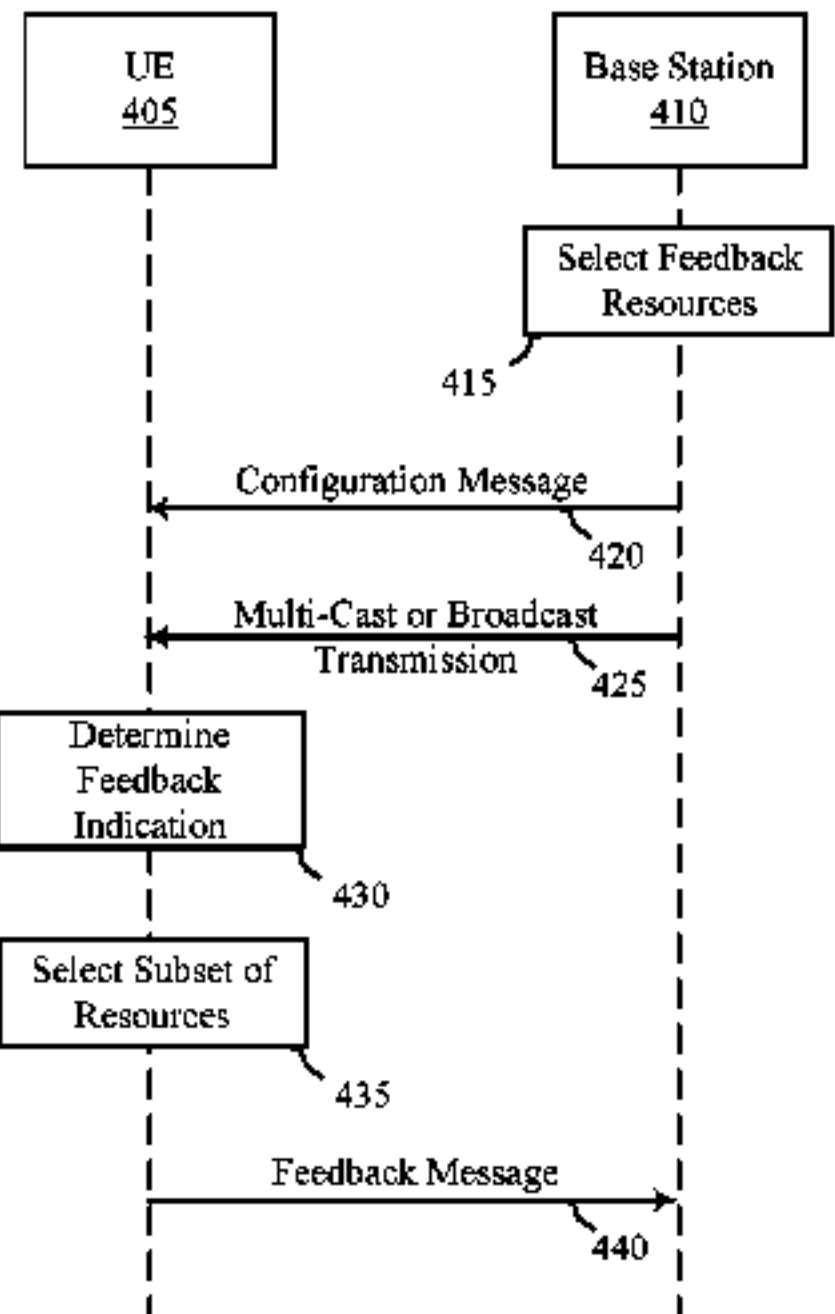 UE
405
Base Station
410
Select Feedback
Resources
415
Configuration Message
420
Multi-Cast or Broadcast
Transmission
425
Determine
Feedback
Indication
430
Select Subset of
Resources
435
Feedback Message
440